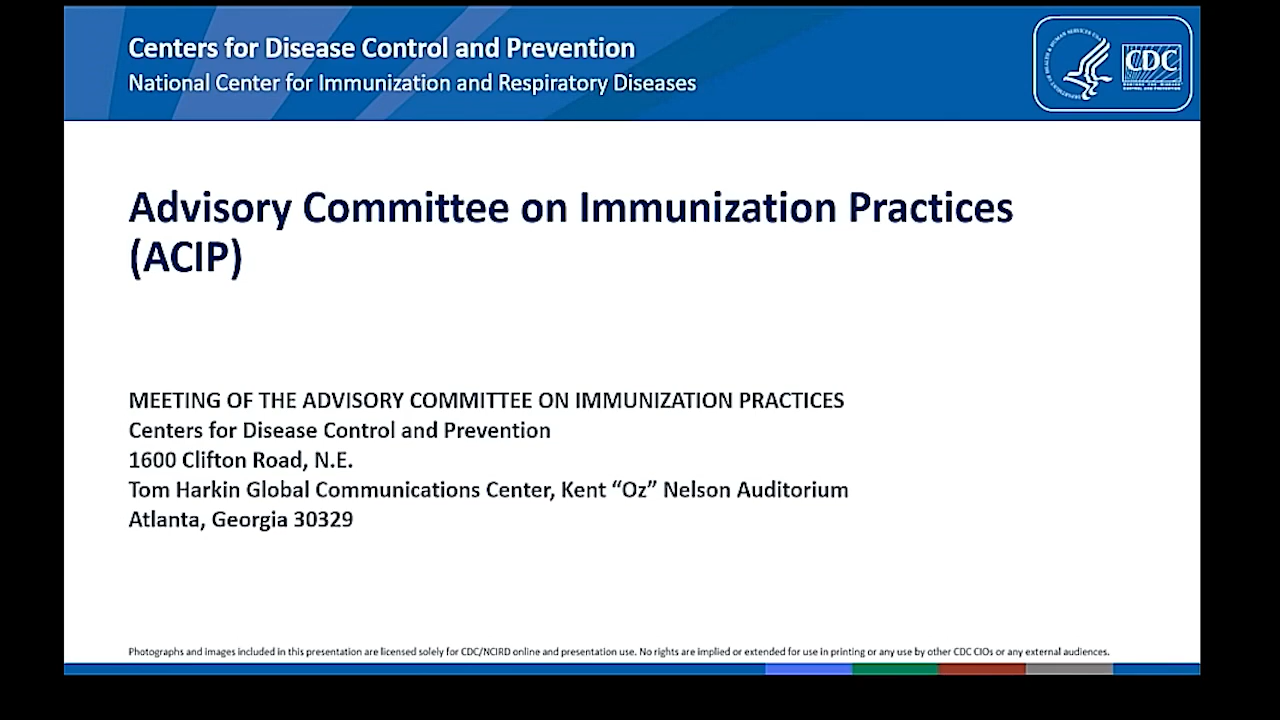 Centers for Disease Control and Prevention
National Center for Immunization and Respiratory Diseases
CDC
Advisory Committee on Immunization Practices
(ACIP)
MEETING OF THE ADVISORY COMMITTEE ON IMMUNIZATION PRACTICES
Centers for Disease Control and Prevention
1600 Clifton Road, N.E.
Tom Harkin Global Communications Center, Kent “Oz” Nelson Auditorium
Atlanta, Georgia 30329
Photographs and images included in this presentation are licensed solely for CDC/NCIRD online and presentation use. No rights are implied or extended for use in printing or any use by other CDC CIOs or any external audiences.